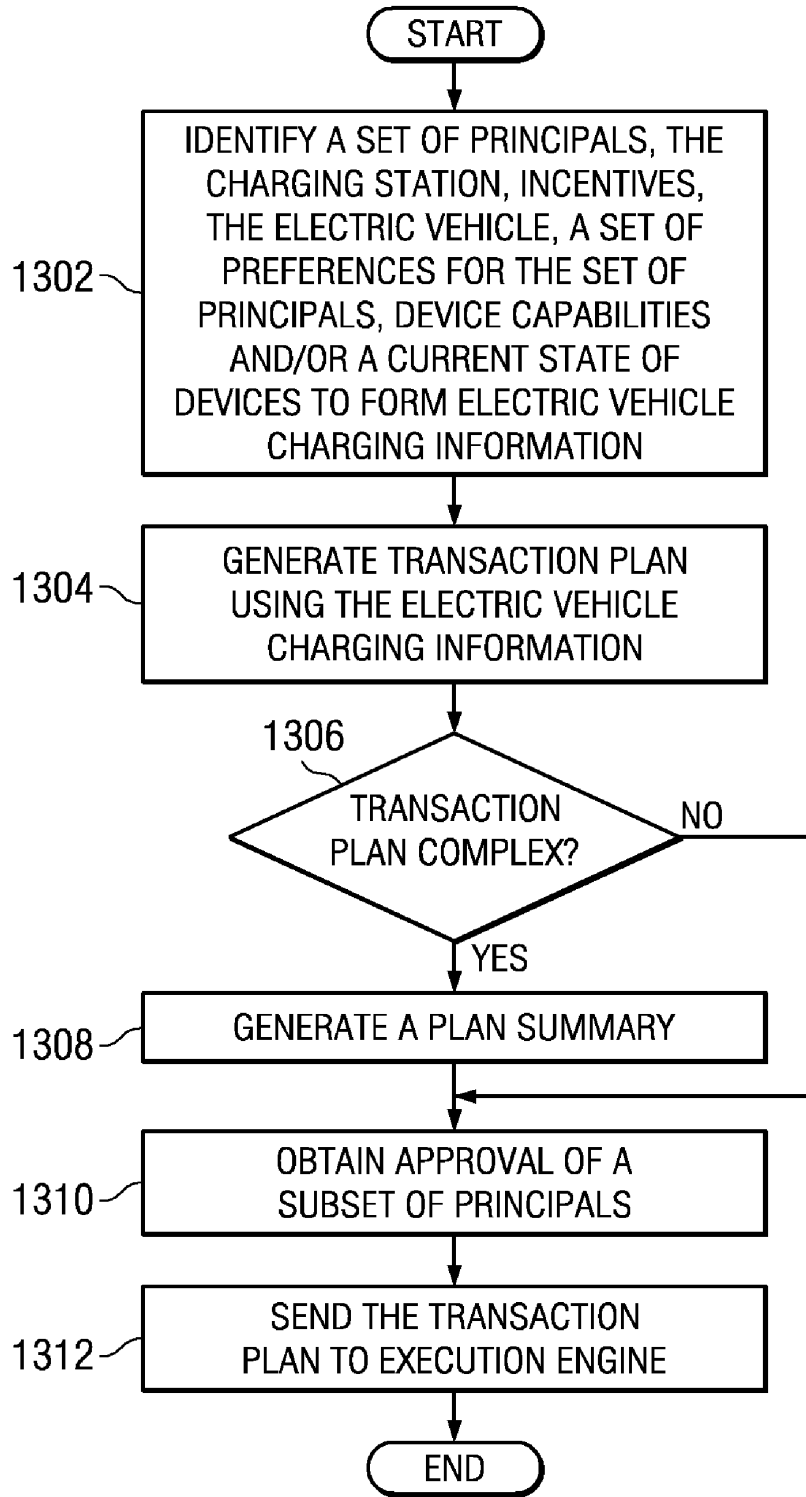 START
IDENTIFY A SET OF PRINCIPALS, THE
CHARGING STATION, INCENTIVES,
THE ELECTRIC VEHICLE, A SET OF
PREFERENCES FOR THE SET OF
PRINCIPALS, DEVICE CAPABILITIES
AND/OR A CURRENT STATE OF
DEVICES TO FORM ELECTRIC VEHICLE
CHARGING INFORMATION
1302
GENERATE TRANSACTION PLAN
USING THE ELECTRIC VEHICLE
CHARGING INFORMATION
1304
1306
TRANSACTION
PLAN COMPLEX?
NO
YES
GENERATE A PLAN SUMMARY
1308
OBTAIN APPROVAL OF A
SUBSET OF PRINCIPALS
1310
SEND THE TRANSACTION
PLAN TO EXECUTION ENGINE
1312
END